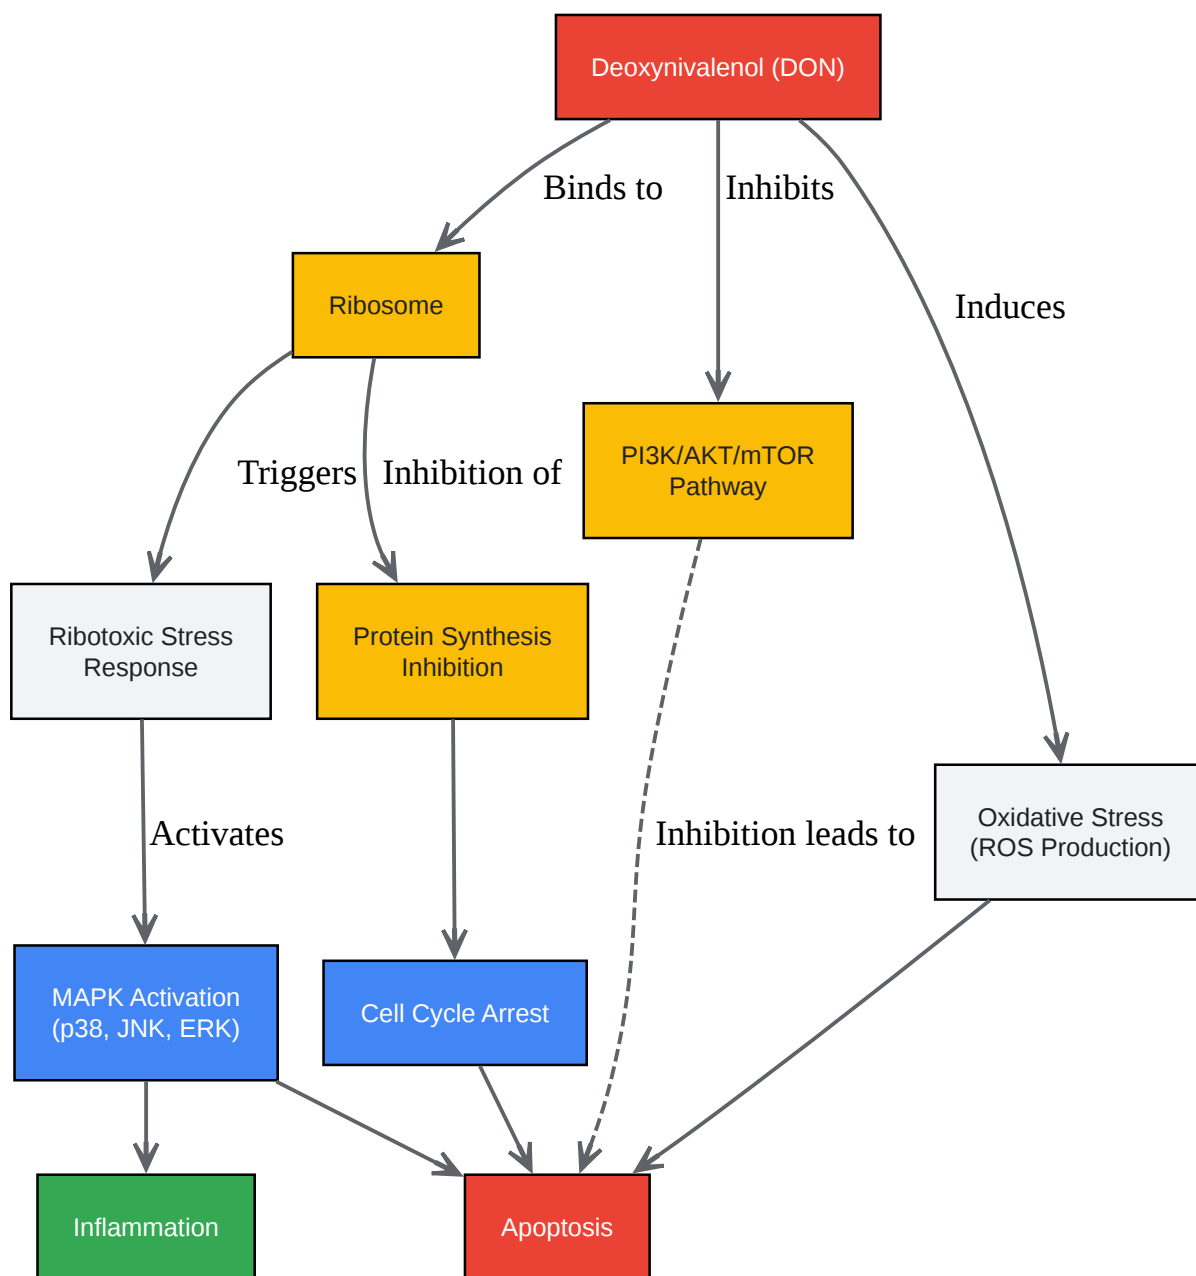 Deoxynivalenol (DON)
Binds to
Inhibits
Induces
Ribosome
Triggers
Inhibition of
PI3K/AKT/mTOR
Pathway
Ribotoxic Stress
Response
Protein Synthesis
Inhibition
Activates
Inhibition leads to
Oxidative Stress
(ROS Production)
MAPK Activation
(p38, JNK, ERK)
Cell Cycle Arrest
Inflammation
Apoptosis